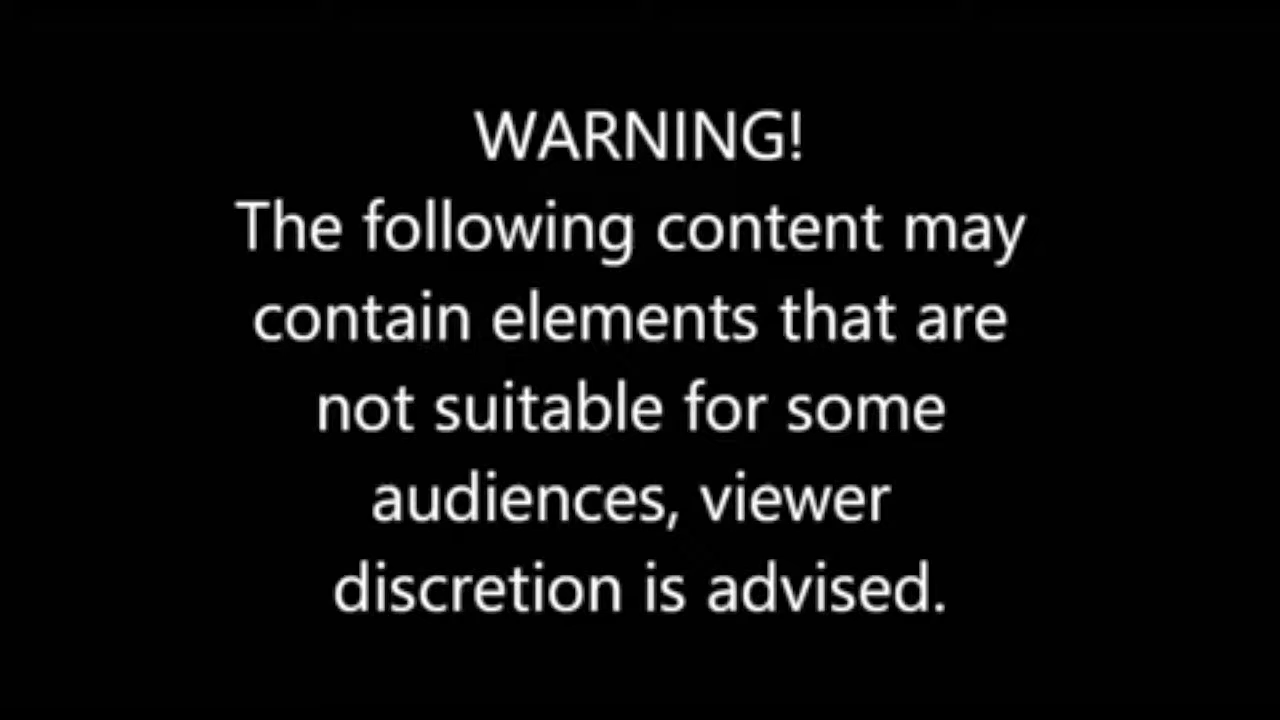 WARNING!
The following content may
contain elements that are
not suitable for some
audiences, viewer
discretion is advised.